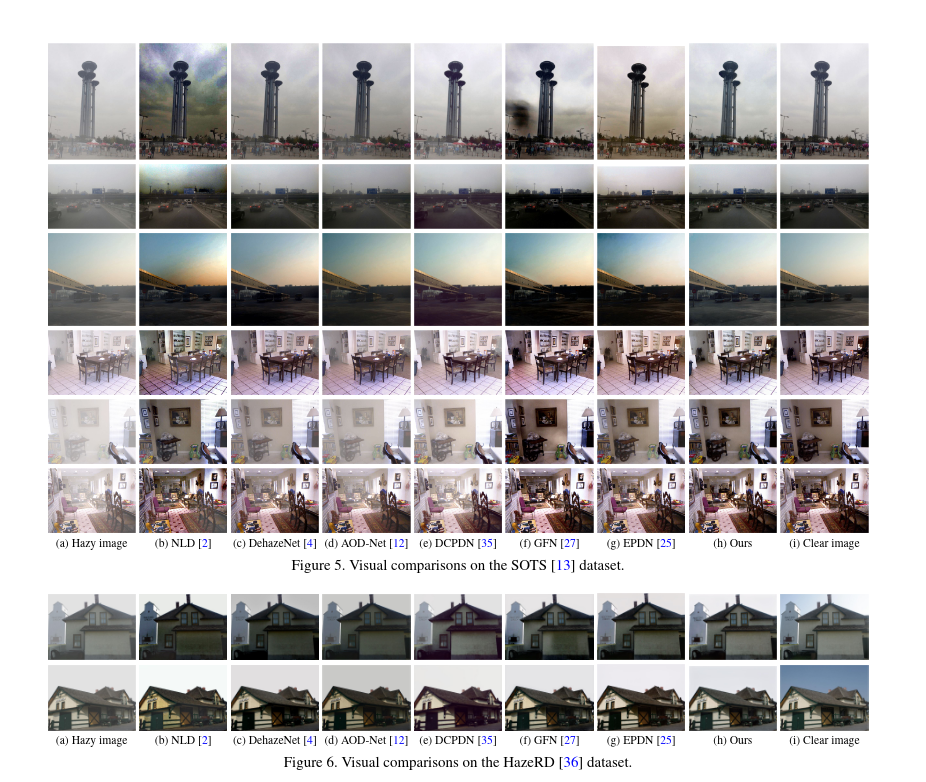 (a) Hazy image (b) NLD [2] (c) DehazeNet [4] (d) AOD-Net [12] (e) DCPDN [35] (f) GFN [27] (g) EPDN [25] (h) Ours (i) Clear image
Figure 5. Visual comparisons on the SOTS [13] dataset.
(a) Hazy image (b) NLD [2] (c) DehazeNet [4] (d) AOD-Net [12] (e) DCPDN [35] (f) GFN [27] (g) EPDN [25] (h) Ours (i) Clear image
Figure 6. Visual comparisons on the HazeRD [36] dataset.